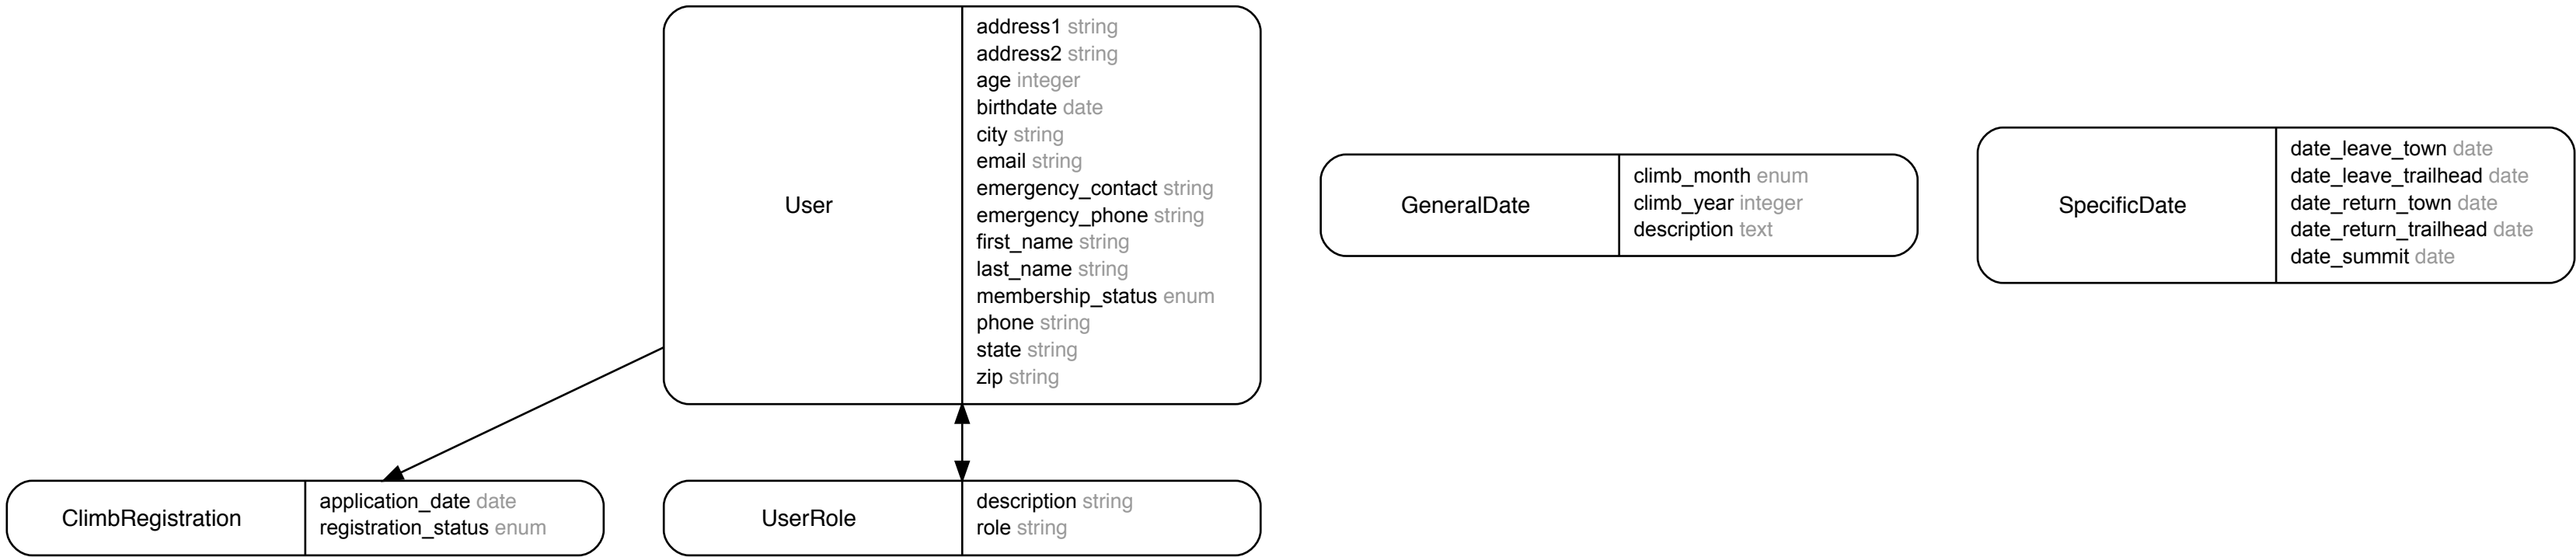 User
address1 string
address2 string
age integer
birthdate date
city string
email string
emergency_contact string
emergency_phone string
first_name string
last_name string
membership_status enum
phone string
state string
zip string
GeneralDate
climb_month enum
climb_year integer
description text
SpecificDate
date_leave_town date
date_leave_trailhead date
date_return_town date
date_return_trailhead date
date_summit date
ClimbRegistration
application_date date
registration_status enum
UserRole
description string
role string